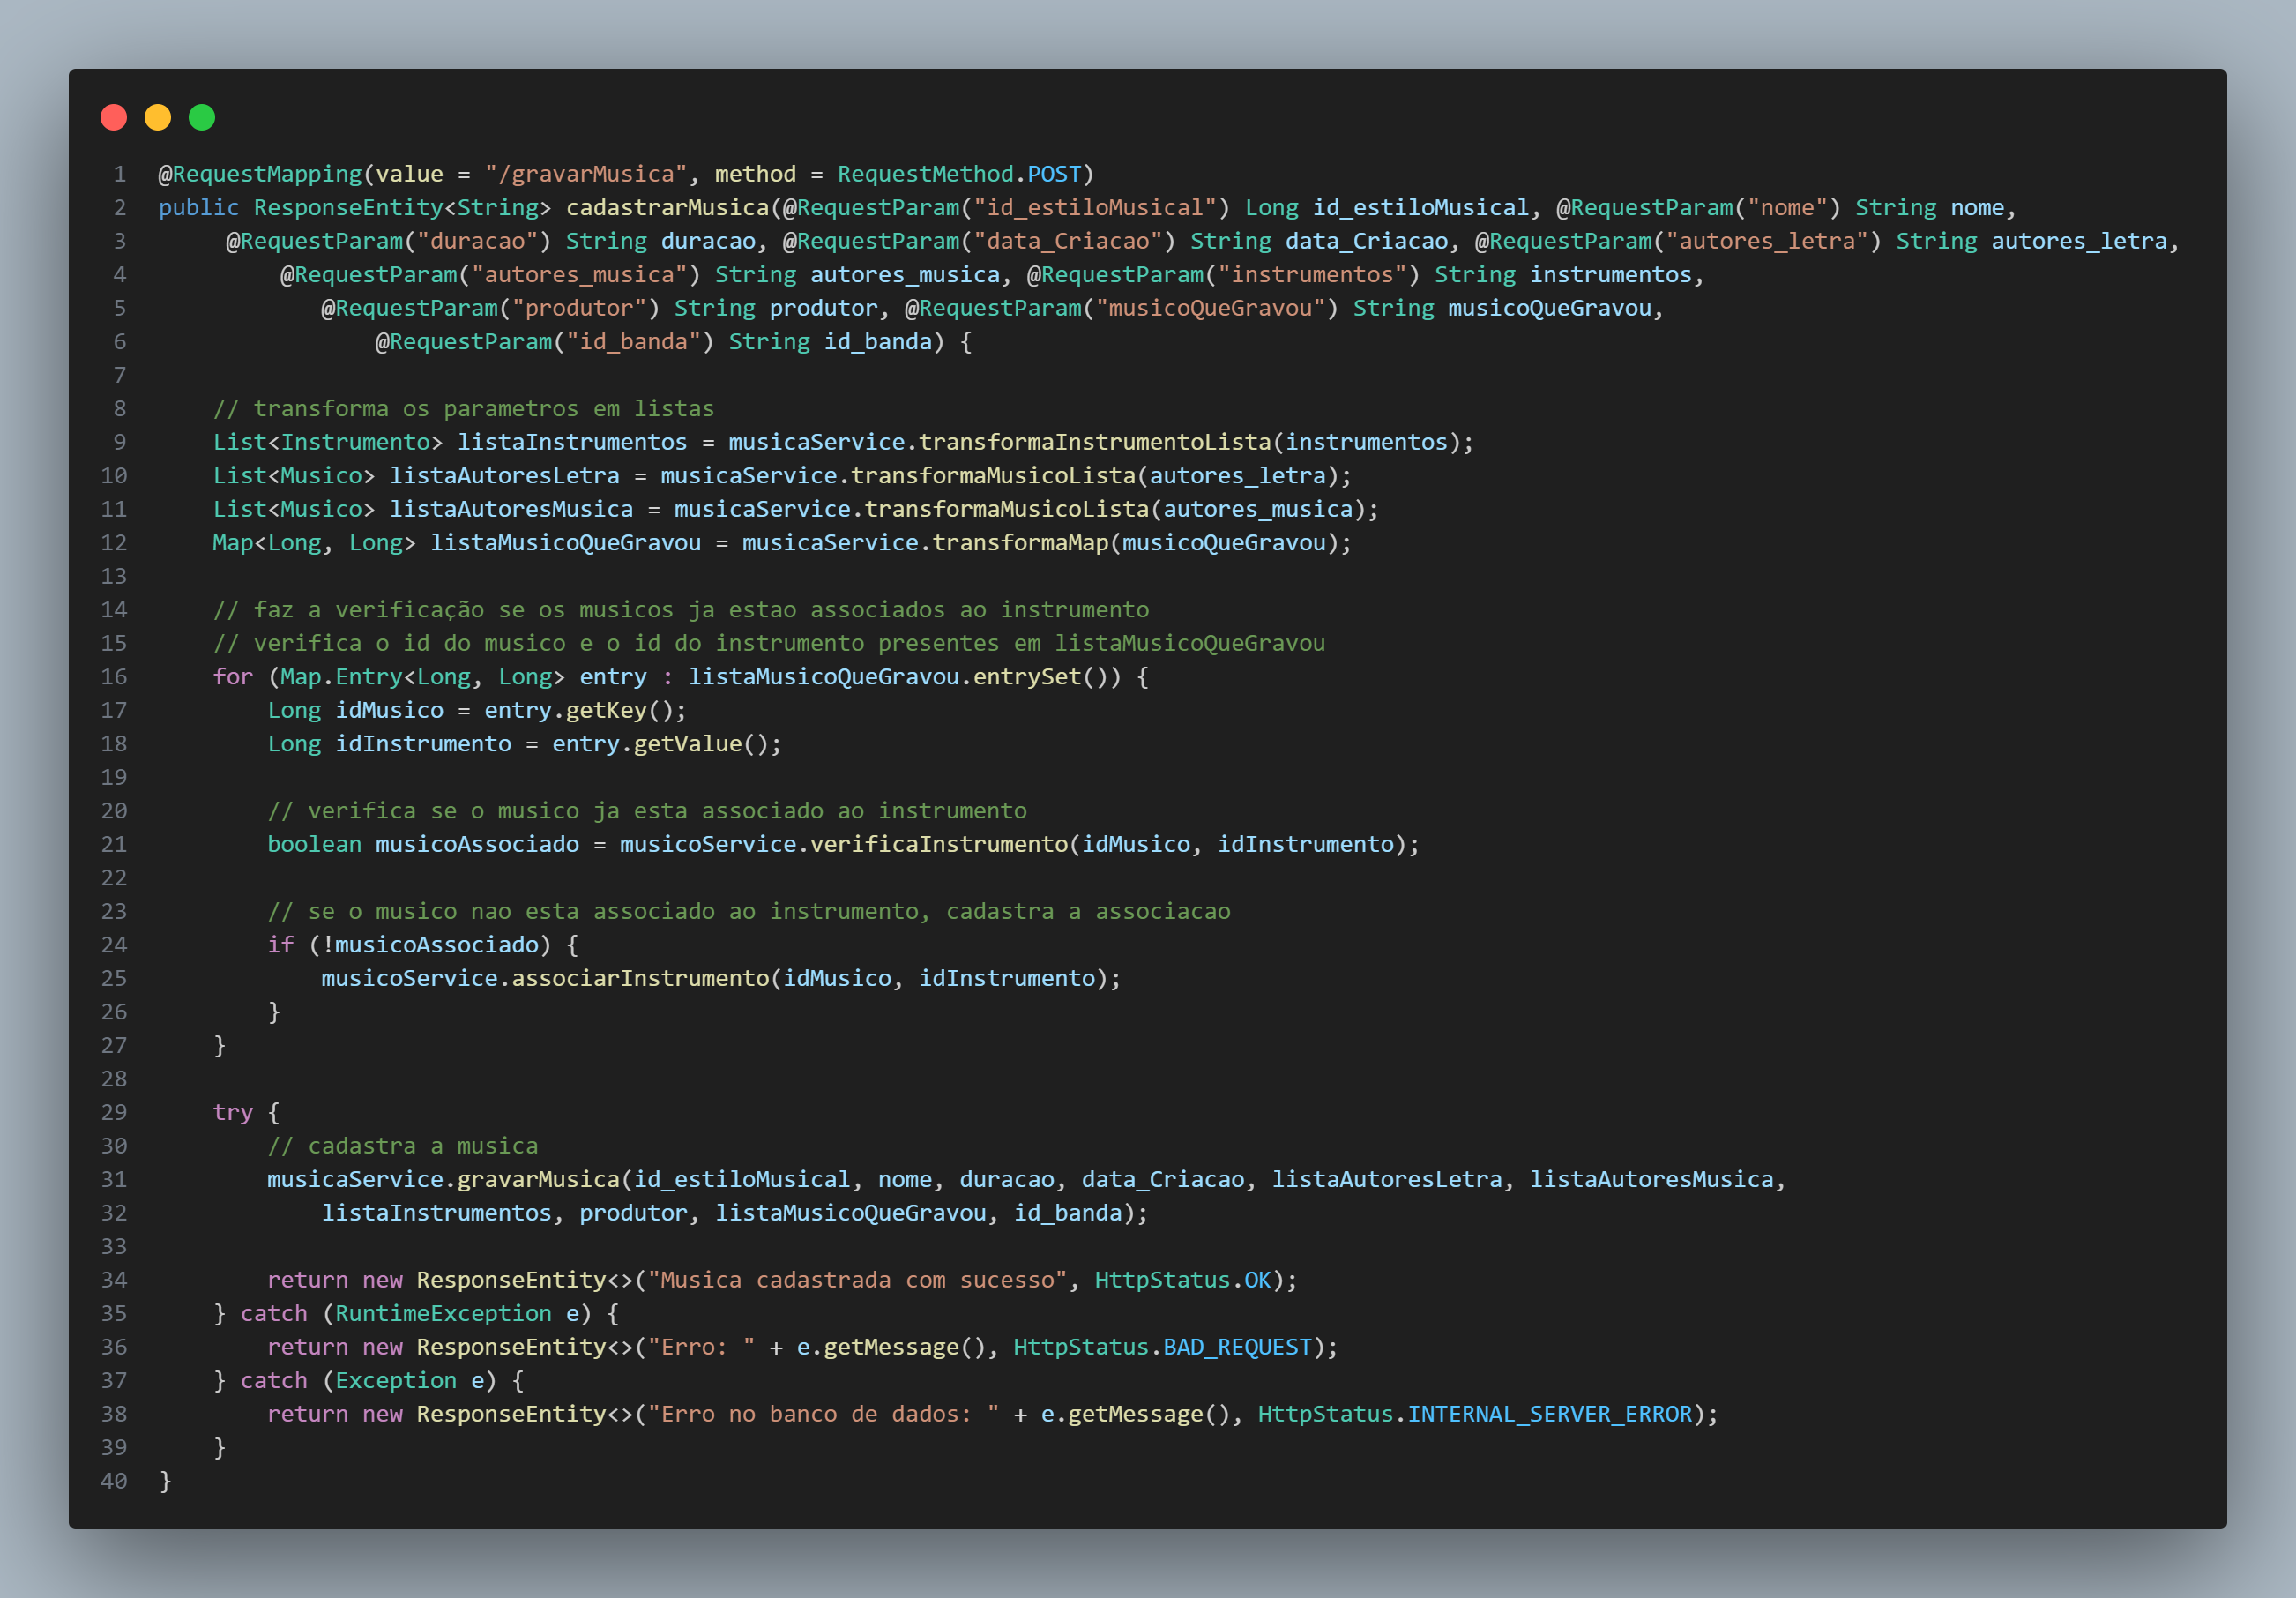 1 @RequestMapping(value = "/gravarMusica", method = RequestMethod.POST)
2 public ResponseEntity<String> cadastrarMusica(@RequestParam("id_estiloMusical") Long id_estiloMusical, @RequestParam("nome") String nome,
3 @RequestParam("duracao") String duracao, @RequestParam("data_Criacao") String data_Criacao, @RequestParam("autores_letra") String autores_letra,
4 @RequestParam("autores_musica") String autores_musica, @RequestParam("instrumentos") String instrumentos,
5 @RequestParam("produtor") String produtor, @RequestParam("musicoQueGravou") String musicoQueGravou,
6 @RequestParam("id_banda") String id_banda) {
7
8 // transforma os parametros em listas
9 List<Instrumento> listaInstrumentos = musicaService.transformaInstrumentoLista(instrumentos);
10 List<Musico> listaAutoresLetra = musicaService.transformaMusicoLista(autores_letra);
11 List<Musico> listaAutoresMusica = musicaService.transformaMusicoLista(autores_musica);
12 Map<Long, Long> listaMusicoQueGravou = musicaService.transformaMap(musicoQueGravou);
13
14 // faz a verificação se os musicos ja estao associados ao instrumento
15 // verifica o id do musico e o id do instrumento presentes em listaMusicoQueGravou
16 for (Map.Entry<Long, Long> entry : listaMusicoQueGravou.entrySet()) {
17 Long idMusico = entry.getKey();
18 Long idInstrumento = entry.getValue();
19
20 // verifica se o musico ja esta associado ao instrumento
21 boolean musicoAssociado = musicoService.verificaInstrumento(idMusico, idInstrumento);
22
23 // se o musico nao esta associado ao instrumento, cadastra a associacao
24 if (!musicoAssociado) {
25 musicoService.associarInstrumento(idMusico, idInstrumento);
26 }
27 }
28
29 try {
30 // cadastra a musica
31 musicaService.gravarMusica(id_estiloMusical, nome, duracao, data_Criacao, listaAutoresLetra, listaAutoresMusica,
32 listaInstrumentos, produtor, listaMusicoQueGravou, id_banda);
33
34 return new ResponseEntity<>("Musica cadastrada com sucesso", HttpStatus.OK);
35 } catch (RuntimeException e) {
36 return new ResponseEntity<>("Erro: " + e.getMessage(), HttpStatus.BAD_REQUEST);
37 } catch (Exception e) {
38 return new ResponseEntity<>("Erro no banco de dados: " + e.getMessage(), HttpStatus.INTERNAL_SERVER_ERROR);
39 }
40 }